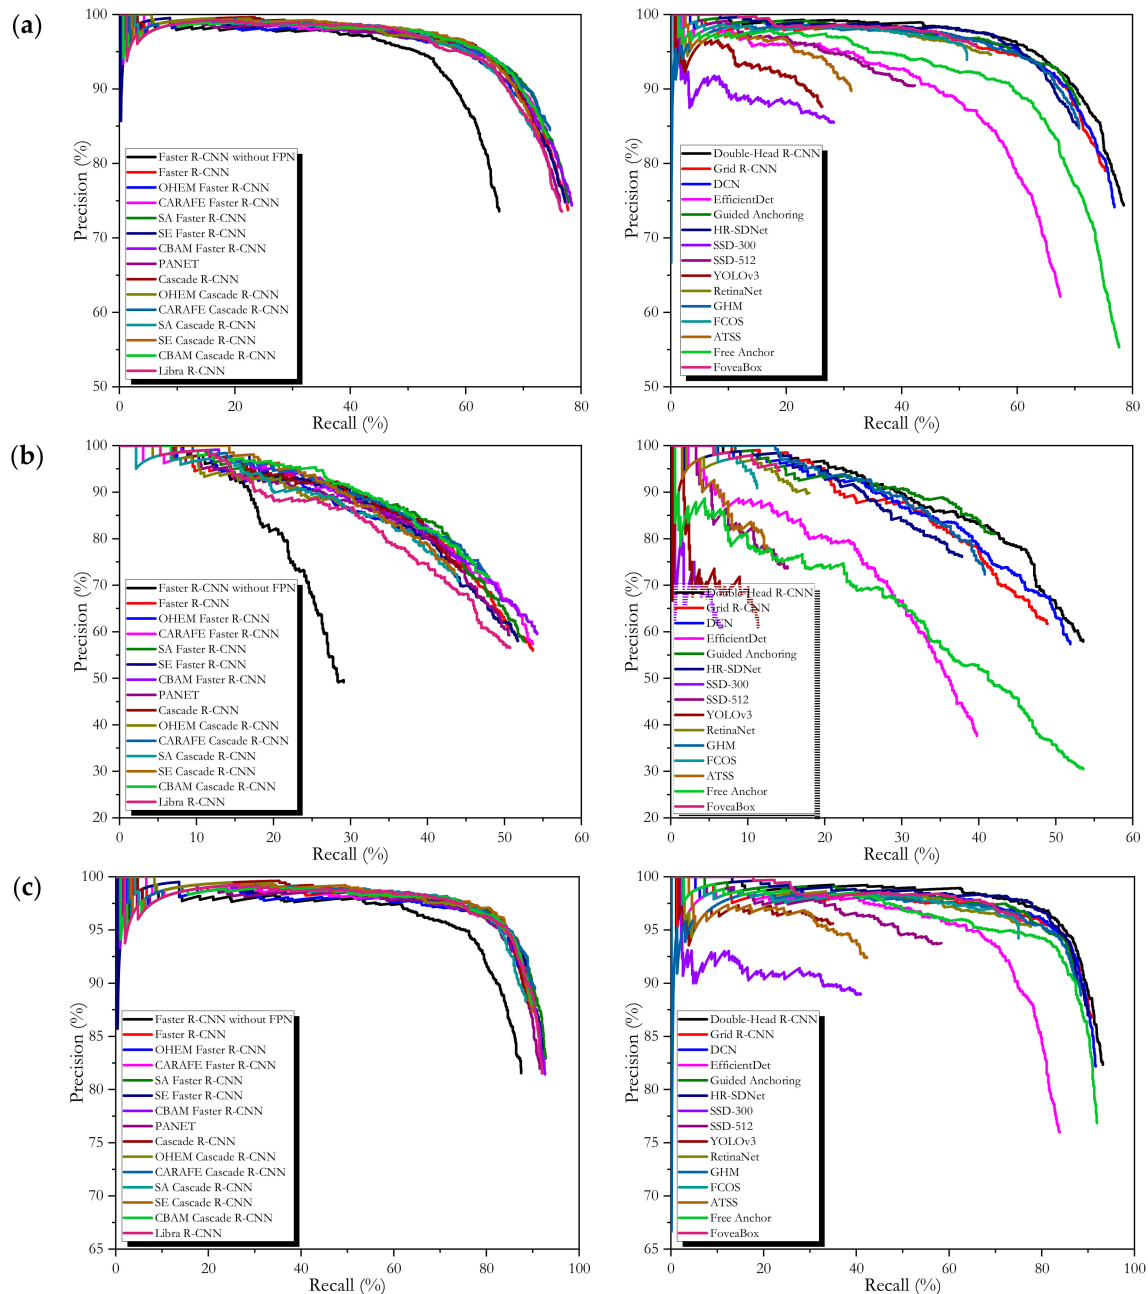 (a)
100
90
80
70
60
50
Precision (%)
Faster R-CNN without FPN
Faster R-CNN
OHEM Faster R-CNN
CARAFE Faster R-CNN
SA Faster R-CNN
SE Faster R-CNN
CBAM Faster R-CNN
PANET
Cascade R-CNN
OHEM Cascade R-CNN
CARAFE Cascade R-CNN
SA Cascade R-CNN
SE Cascade R-CNN
CBAM Cascade R-CNN
Libra R-CNN
0 20 40 60 80
Recall (%)
100
90
80
70
60
50
Precision (%)
Double-Head R-CNN
Grid R-CNN
DCN
EfficientDet
Guided Anchoring
HR-SDNet
SSD-300
SSD-512
YOLOv3
RetinaNet
GHM
FCOS
ATSS
Free Anchor
FoveaBox
0 20 40 60 80
Recall (%)
(b)
100
90
80
70
60
50
40
30
20
Precision (%)
Faster R-CNN without FPN
Faster R-CNN
OHEM Faster R-CNN
CARAFE Faster R-CNN
SA Faster R-CNN
SE Faster R-CNN
CBAM Faster R-CNN
PANET
Cascade R-CNN
OHEM Cascade R-CNN
CARAFE Cascade R-CNN
SA Cascade R-CNN
SE Cascade R-CNN
CBAM Cascade R-CNN
Libra R-CNN
0 10 20 30 40 50 60
Recall (%)
100
90
80
70
60
50
40
30
20
Precision (%)
Double-Head R-CNN
Grid R-CNN
DCN
EfficientDet
Guided Anchoring
HR-SDNet
SSD-300
SSD-512
YOLOv3
RetinaNet
GHM
FCOS
ATSS
Free Anchor
FoveaBox
0 10 20 30 40 50 60
Recall (%)
(c)
100
95
90
85
80
75
70
65
Precision (%)
Faster R-CNN without FPN
Faster R-CNN
OHEM Faster R-CNN
CARAFE Faster R-CNN
SA Faster R-CNN
SE Faster R-CNN
CBAM Faster R-CNN
PANET
Cascade R-CNN
OHEM Cascade R-CNN
CARAFE Cascade R-CNN
SA Cascade R-CNN
SE Cascade R-CNN
CBAM Cascade R-CNN
Libra R-CNN
0 20 40 60 80 100
Recall (%)
100
95
90
85
80
75
70
65
Precision (%)
Double-Head R-CNN
Grid R-CNN
DCN
EfficientDet
Guided Anchoring
HR-SDNet
SSD-300
SSD-512
YOLOv3
RetinaNet
GHM
FCOS
ATSS
Free Anchor
FoveaBox
0 20 40 60 80 100
Recall (%)